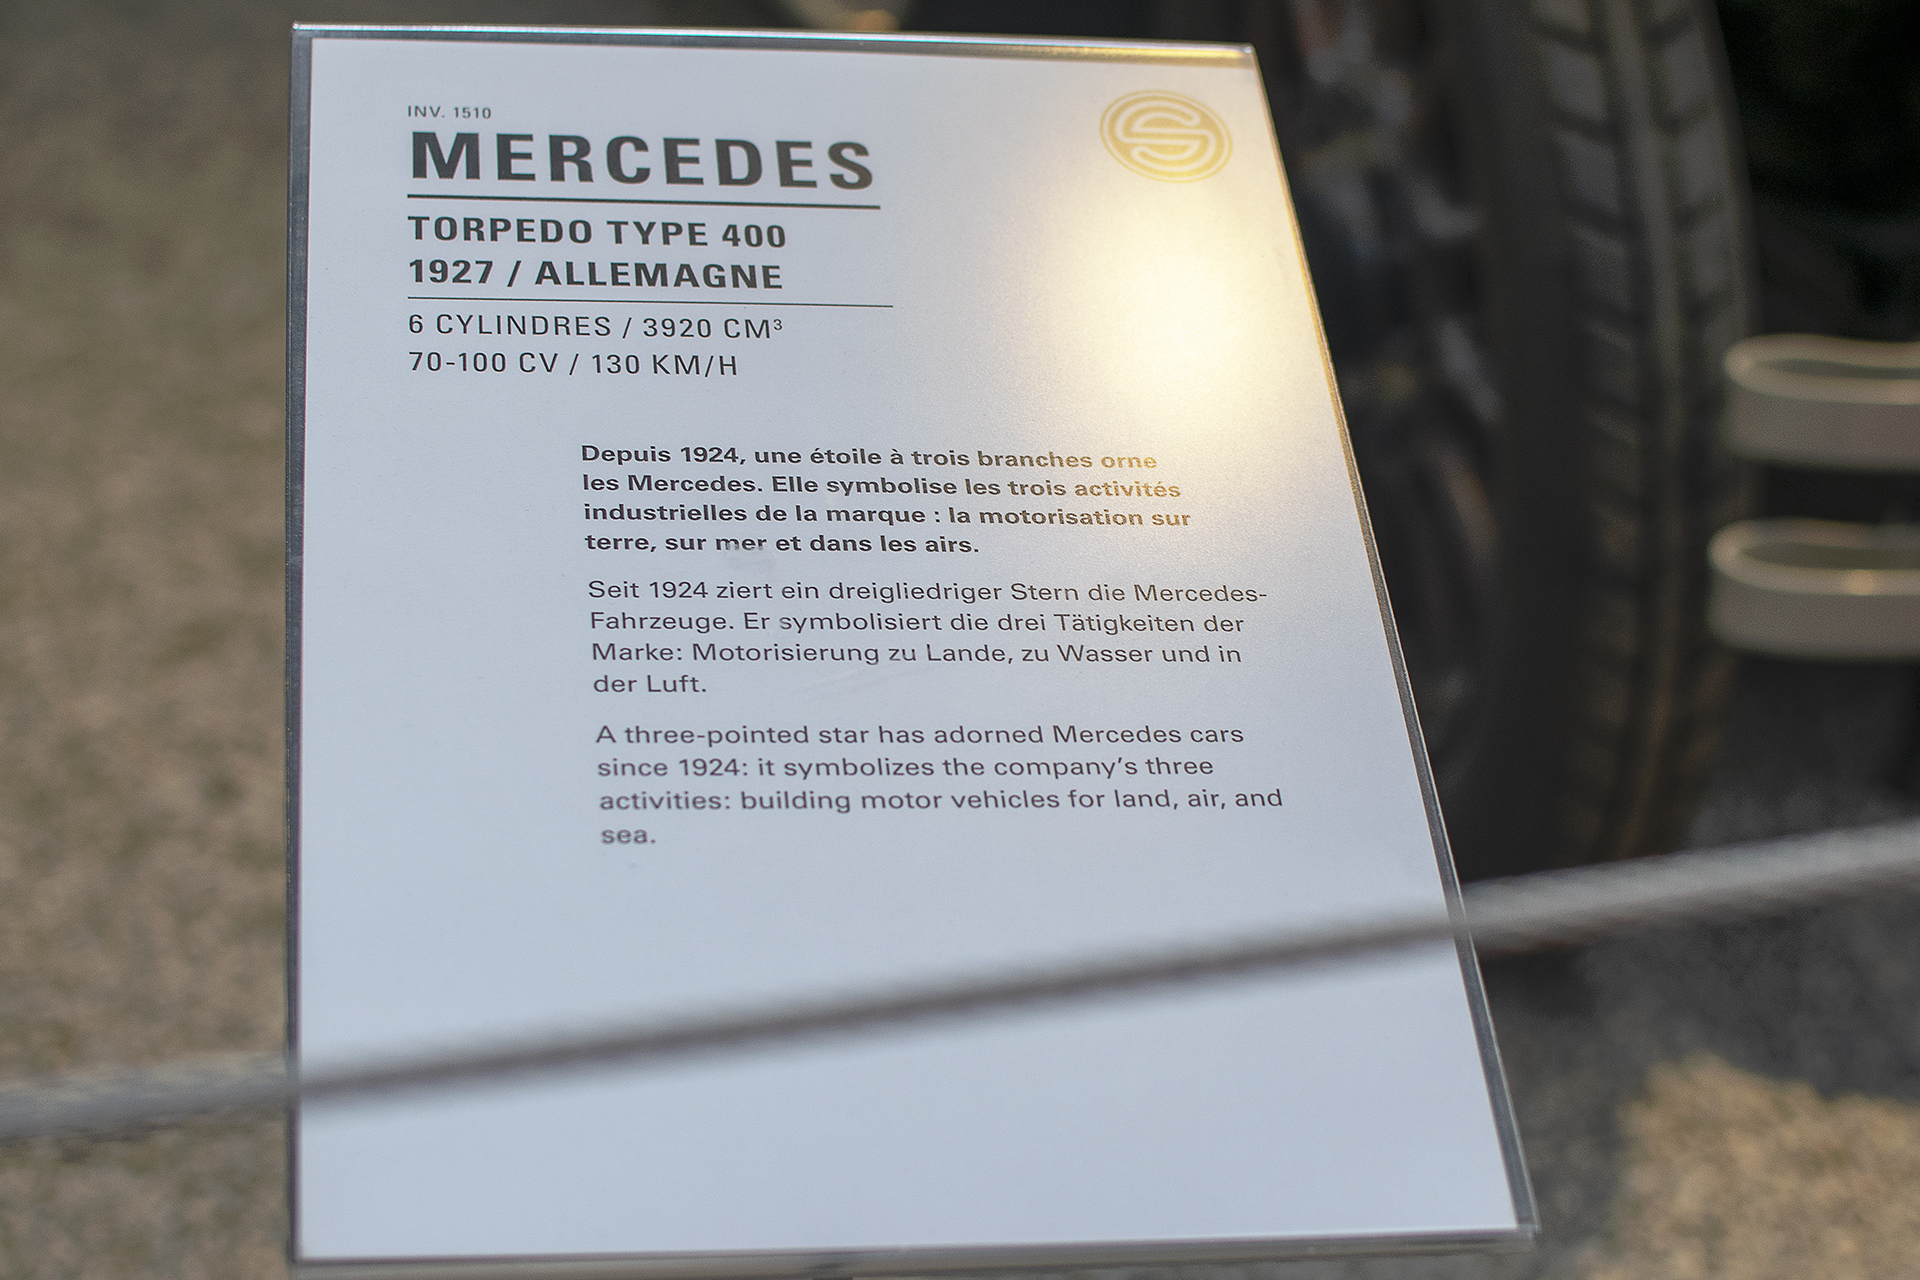 INV. 1510
MERCEDES
TORPEDO TYPE 400
1927 / ALLEMAGNE
6 CYLINDRES / 3920 CM³
70-100 CV / 130 KM/H
Depuis 1924, une étoile à trois branches orne
les Mercedes. Elle symbolise les trois activités
industrielles de la marque : la motorisation sur
terre, sur mer et dans les airs.
Seit 1924 ziert ein dreigliedriger Stern die Mercedes-
Fahrzeuge. Er symbolisiert die drei Tätigkeiten der
Marke: Motorisierung zu Lande, zu Wasser und in
der Luft.
A three-pointed star has adorned Mercedes cars
since 1924: it symbolizes the company's three
activities: building motor vehicles for land, air, and
sea.